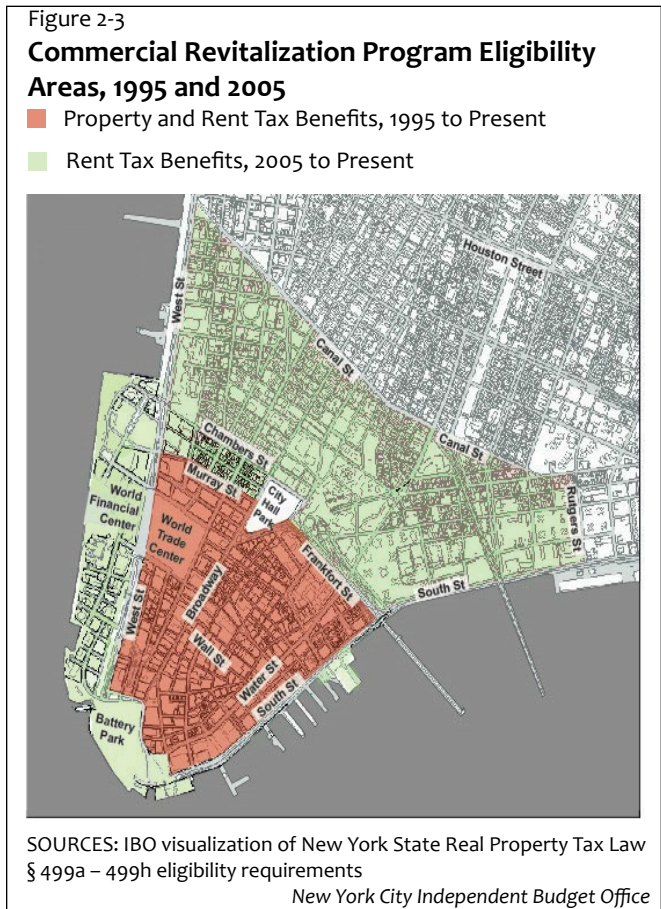 Figure 2-3
Commercial Revitalization Program Eligibility
Areas, 1995 and 2005
Property and Rent Tax Benefits, 1995 to Present
Rent Tax Benefits, 2005 to Present
Houston Street
West St
Canal St
Canal St
Chambers St
Murray St
City
Hall
Park
World
Financial
Center
World
Trade
Center
Rutgers St
Frankfort St
South St
Broadway
West St
Wall St
Water St
South St
Battery
Park
SOURCES: IBO visualization of New York State Real Property Tax Law
§ 499a – 499h eligibility requirements
New York City Independent Budget Office